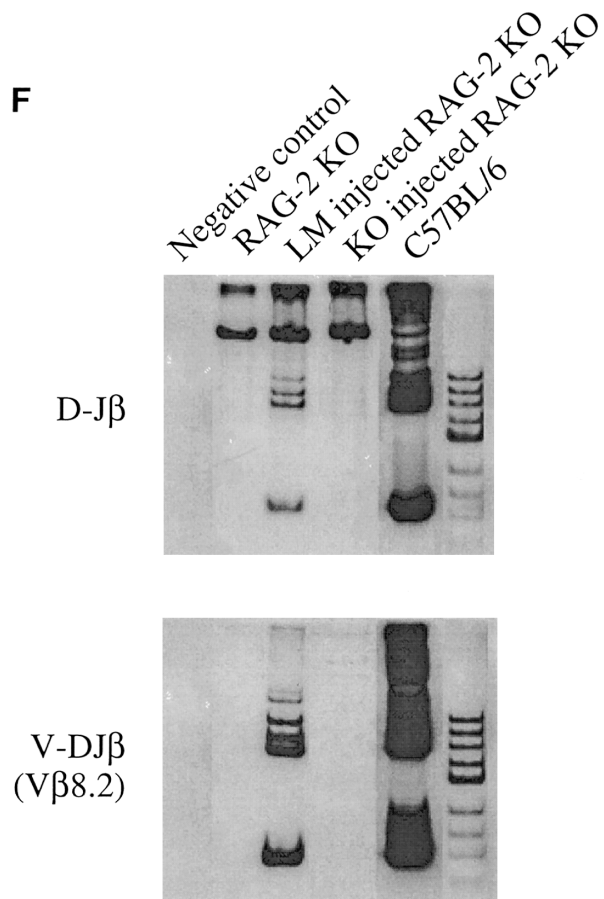 F
Negative control
RAG-2 KO
LM injected RAG-2 KO
KO injected RAG-2 KO
C57BL/6
D-Jβ
V-DJβ
(Vβ8.2)